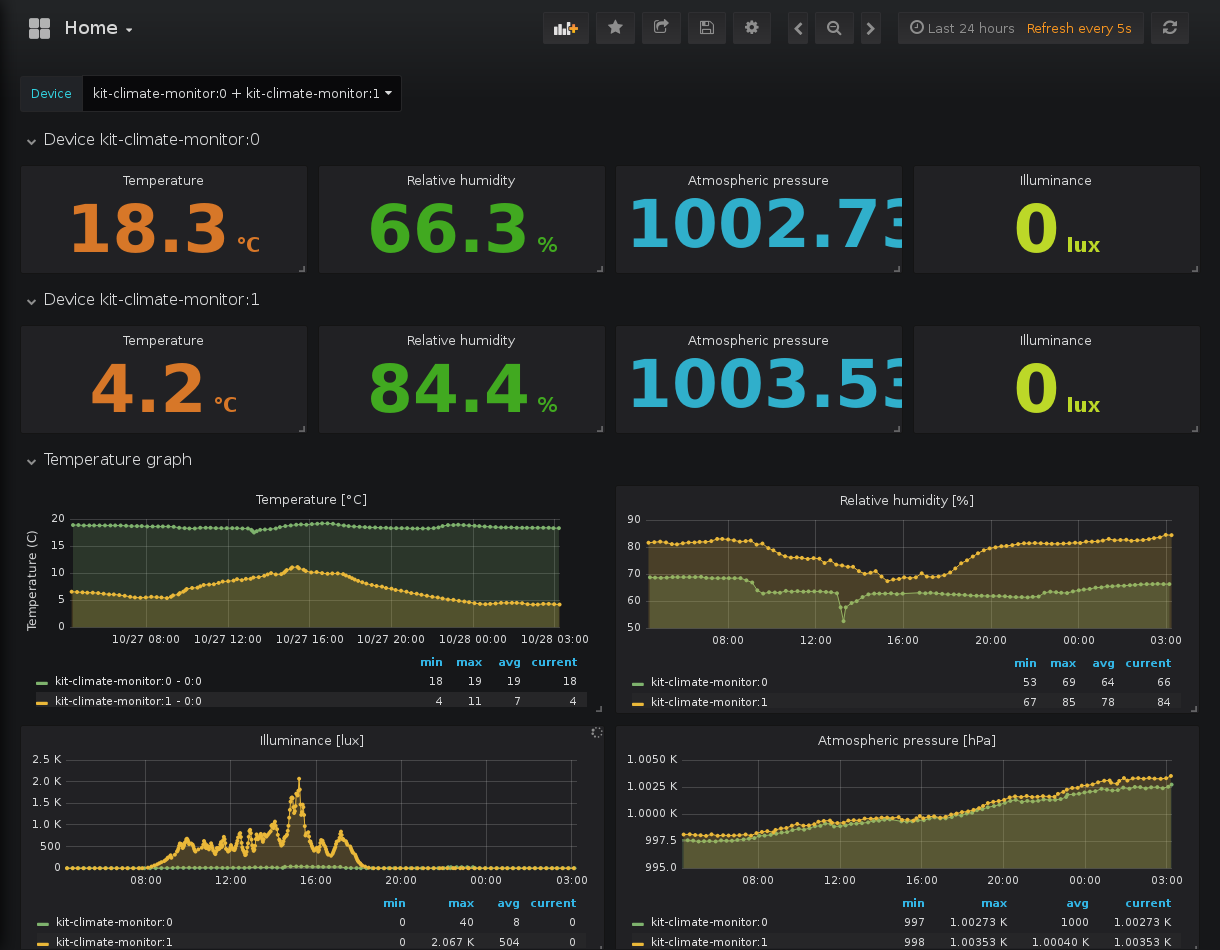 Home
Last 24 hours Refresh every 5s
Device kit-climate-monitor:0 + kit-climate-monitor:1
Device kit-climate-monitor:0
Temperature Relative humidity Atmospheric pressure Illuminance
18.3 °C 66.3 % 1002.73 0 lux
Device kit-climate-monitor:1
Temperature Relative humidity Atmospheric pressure Illuminance
4.2 °C 84.4 % 1003.53 0 lux
Temperature graph
Temperature [°C]
Temperature (C)
20
15
10
5
0
10/27 08:00 10/27 12:00 10/27 16:00 10/27 20:00 10/28 00:00 10/28 03:00
min max avg current
kit-climate-monitor:0 - 0:0 18 19 19 18
kit-climate-monitor:1 - 0:0 4 11 7 4
Relative humidity [%]
90
80
70
60
50
08:00 12:00 16:00 20:00 00:00 03:00
min max avg current
kit-climate-monitor:0 53 69 64 66
kit-climate-monitor:1 67 85 78 84
Illuminance [lux]
2.5 K
2.0 K
1.5 K
1.0 K
500
0
08:00 12:00 16:00 20:00 00:00 03:00
min max avg current
kit-climate-monitor:0 0 40 8 0
kit-climate-monitor:1 0 2.067 K 504 0
Atmospheric pressure [hPa]
1.0050 K
1.0025 K
1.0000 K
997.5
995.0
08:00 12:00 16:00 20:00 00:00 03:00
min max avg current
kit-climate-monitor:0 997 1.00273 K 1000 1.00273 K
kit-climate-monitor:1 998 1.00353 K 1.00040 K 1.00353 K